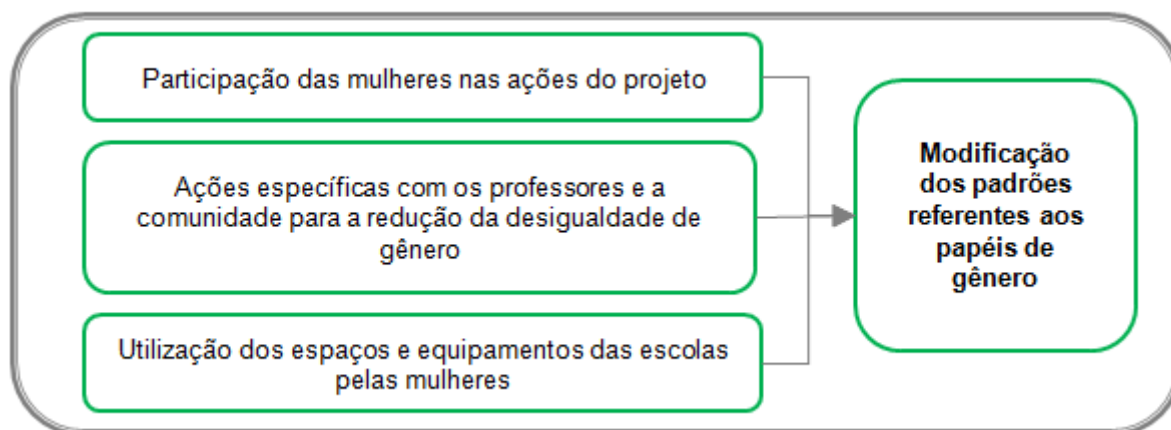 Participação das mulheres nas ações do projeto
Ações específicas com os professores e a
comunidade para a redução da desigualdade de
gênero
Utilização dos espaços e equipamentos das escolas
pelas mulheres
Modificação
dos padrões
referentes aos
papéis de
gênero